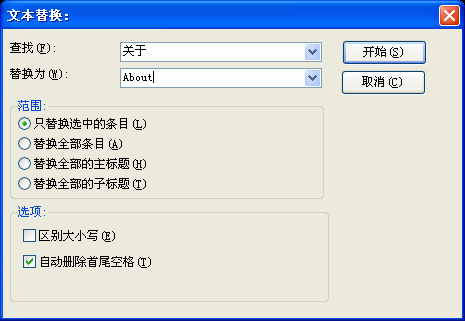 文本替换:
查找(F):
关于
开始(S)
替换为(W):
About
取消(C)
范围:
只替换选中的条目(L)
替换全部条目(A)
替换全部的主标题(H)
替换全部的子标题(T)
选项:
区别大小写(E)
自动删除首尾空格(T)